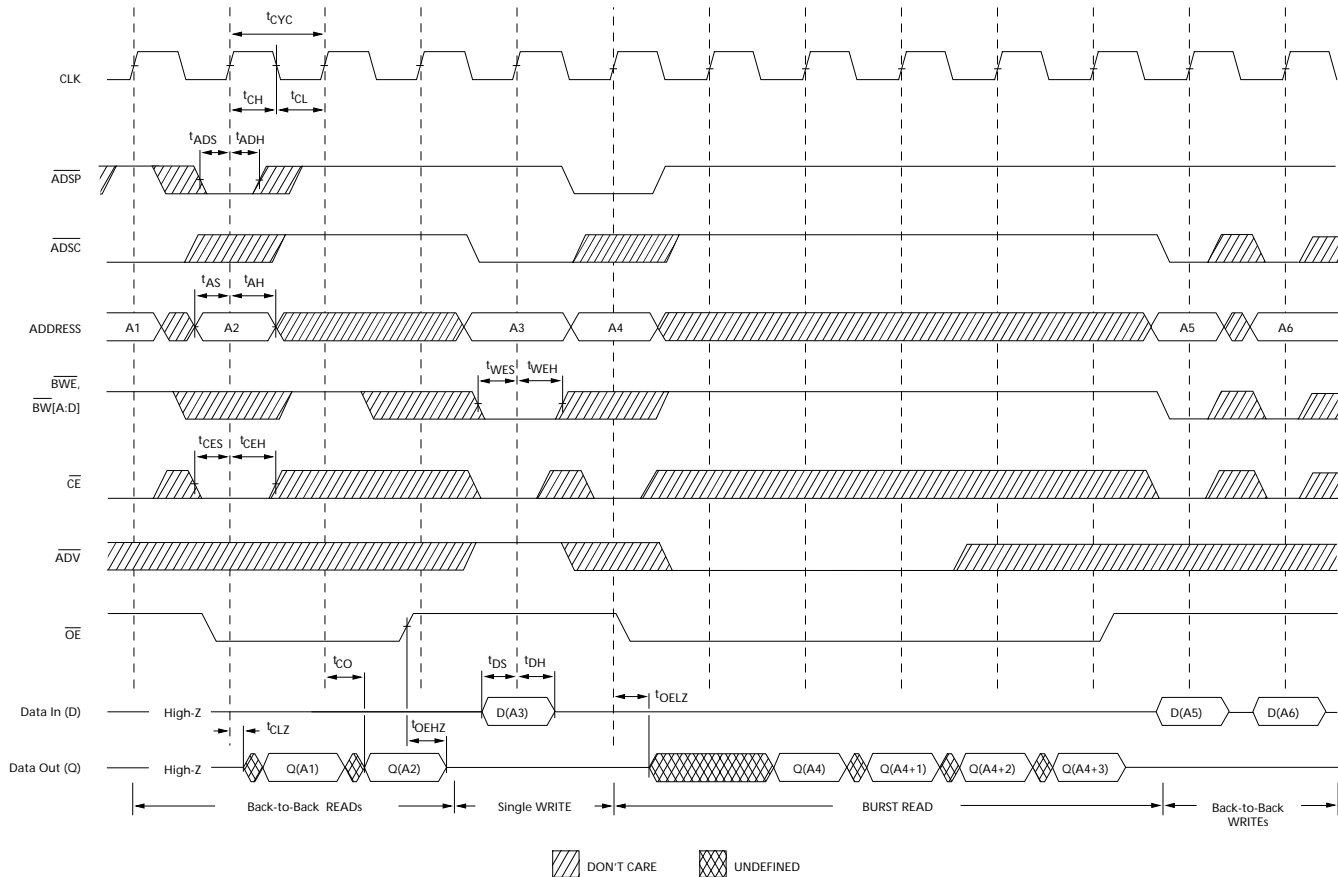 tCYC
CLK
tCH tCL
tADS tADH
ADSP
ADSC
tAS tAH
ADDRESS A1 A2 A3 A4 A5 A6
BWE,
tWES tWEH
BW[A:D]
tCES tCEH
CE
ADV
OE
tCO tDS tDH
tOELZ
Data In (D) High-Z D(A3) D(A5) D(A6)
tCLZ tOEHZ
Data Out (Q) High-Z Q(A1) Q(A2) Q(A4) Q(A4+1) Q(A4+2) Q(A4+3)
Back-to-Back READs Single WRITE BURST READ Back-to-Back
WRITEs
DON'T CARE UNDEFINED